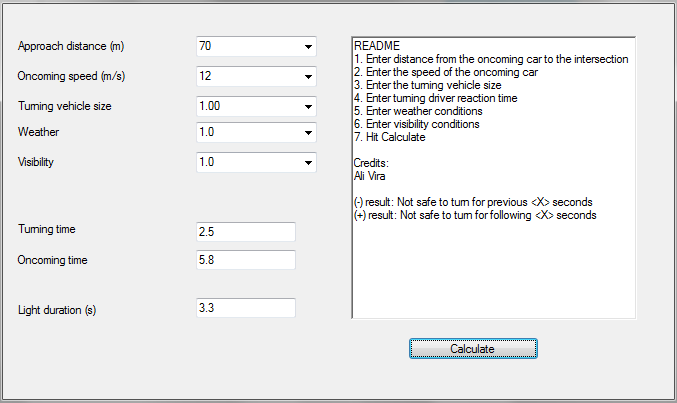 Approach distance (m) 70
Oncoming speed (m/s) 12
Turning vehicle size 1.00
Weather 1.0
Visibility 1.0
Turning time 2.5
Oncoming time 5.8
Light duration (s) 3.3
README
1. Enter distance from the oncoming car to the intersection
2. Enter the speed of the oncoming car
3. Enter the turning vehicle size
4. Enter turning driver reaction time
5. Enter weather conditions
6. Enter visibility conditions
7. Hit Calculate
Credits:
Ali Vira
(-) result: Not safe to turn for previous <X> seconds
(+) result: Not safe to turn for following <X> seconds
Calculate